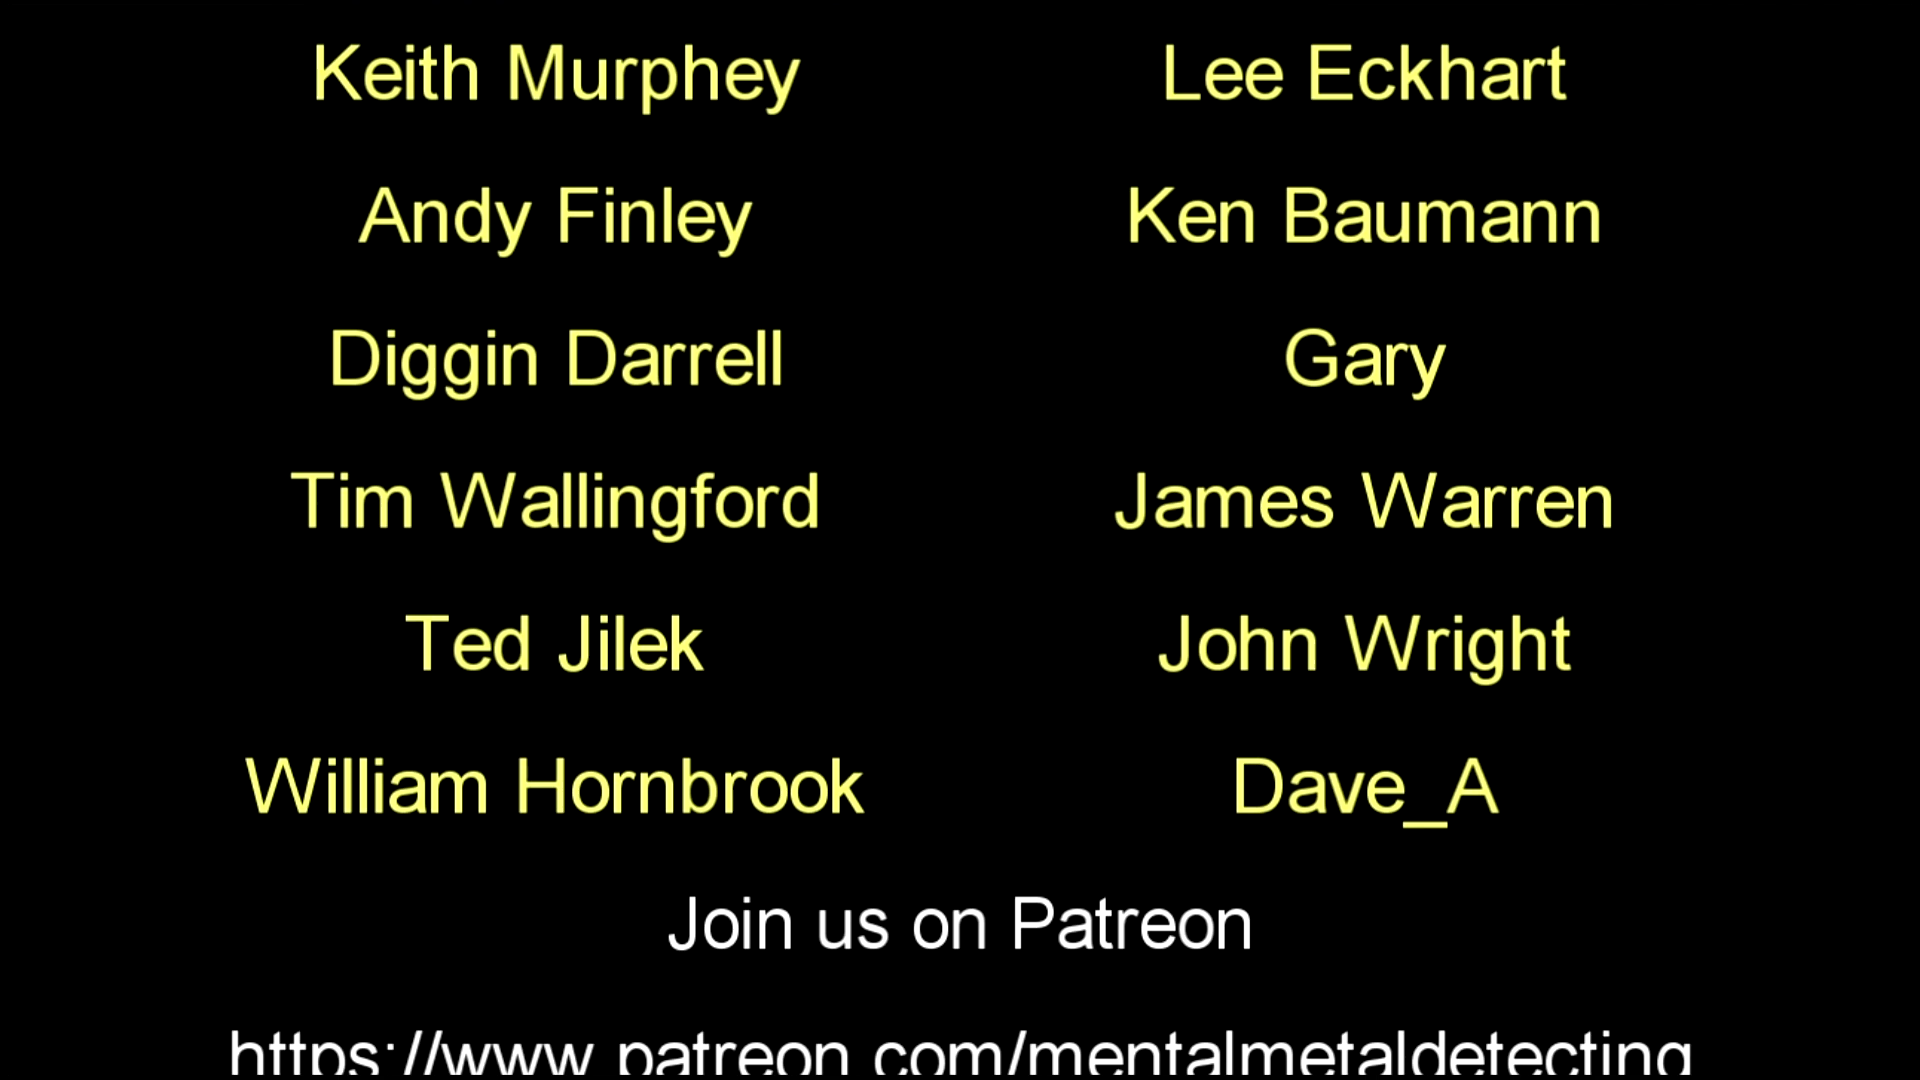 Keith Murphey Lee Eckhart
Andy Finley Ken Baumann
Diggin Darrell Gary
Tim Wallingford James Warren
Ted Jilek John Wright
William Hornbrook Dave_A
Join us on Patreon
https://www.patreon.com/mentalmetaldetecting